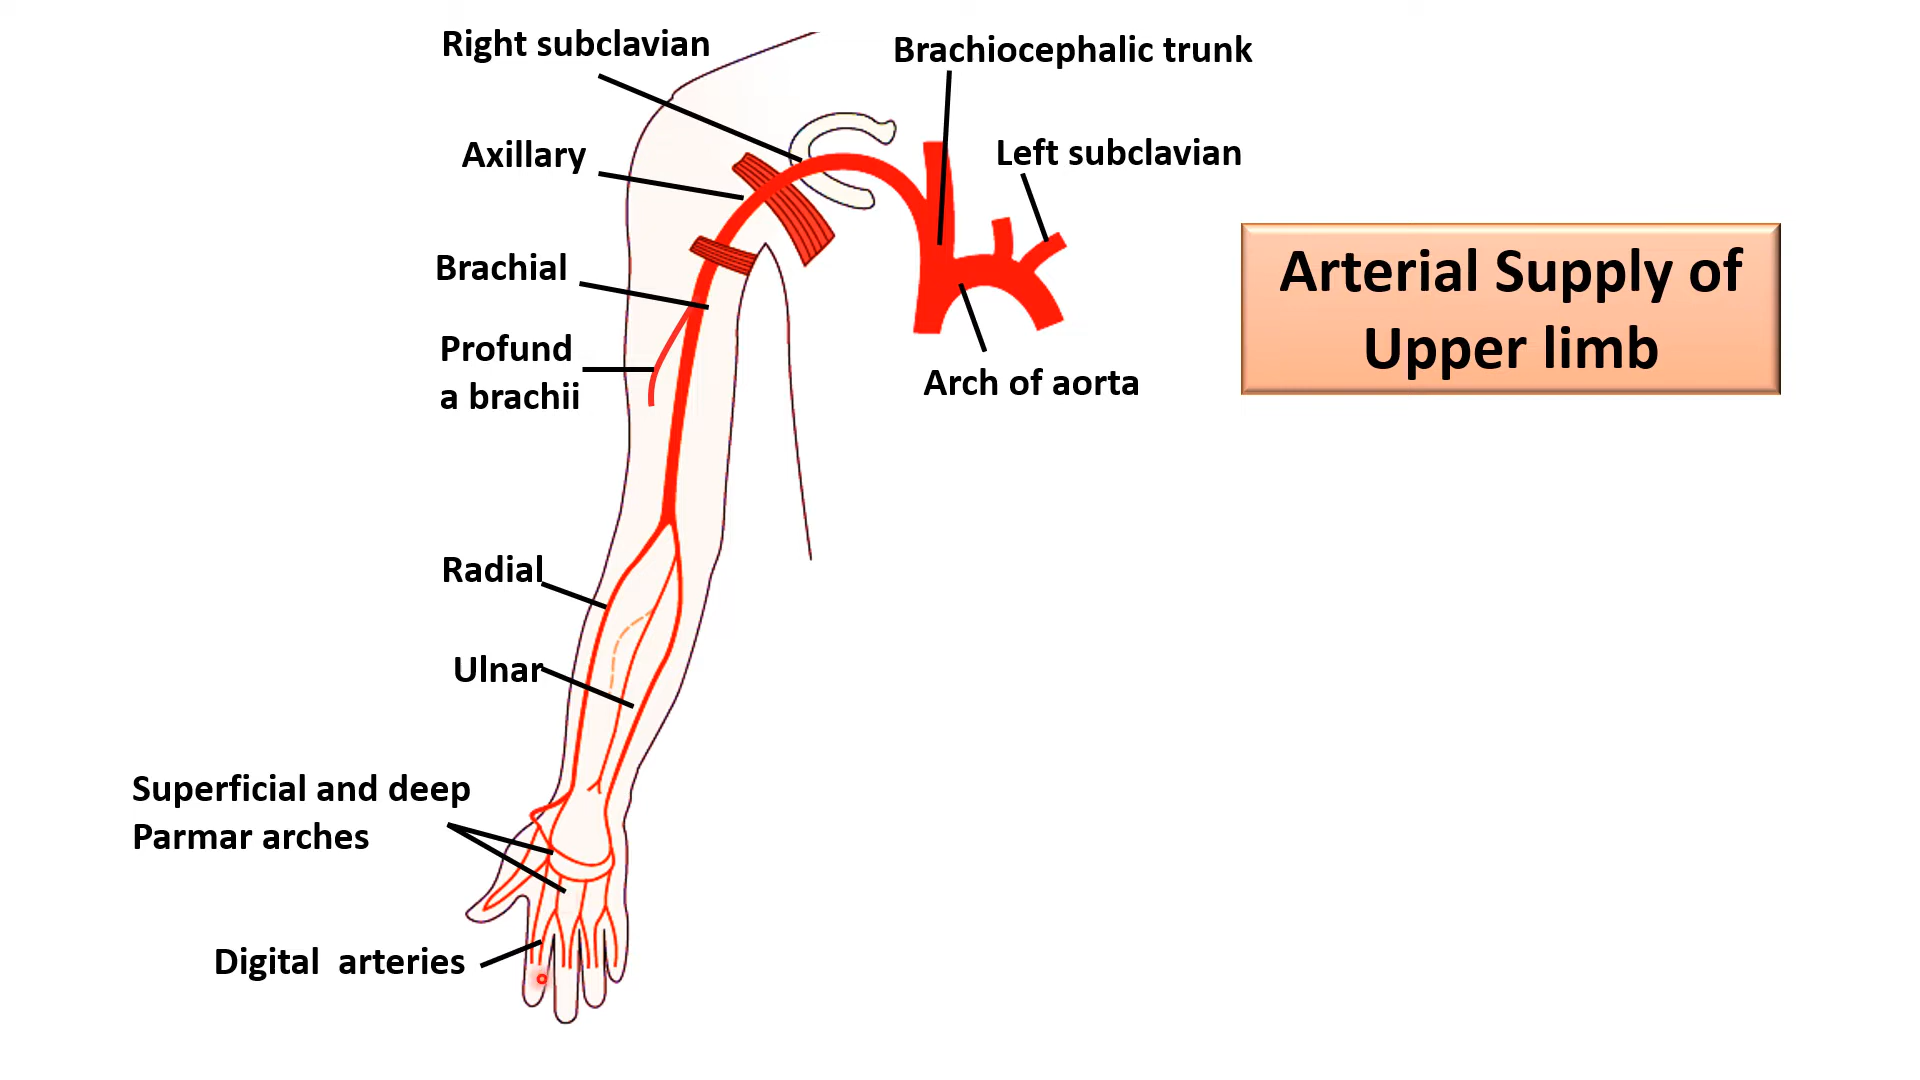 Right subclavian
Brachiocephalic trunk
Axillary
Left subclavian
Brachial
Arterial Supply of
Upper limb
Profund
a brachii
Arch of aorta
Radial
Ulnar
Superficial and deep
Parmar arches
Digital  arteries